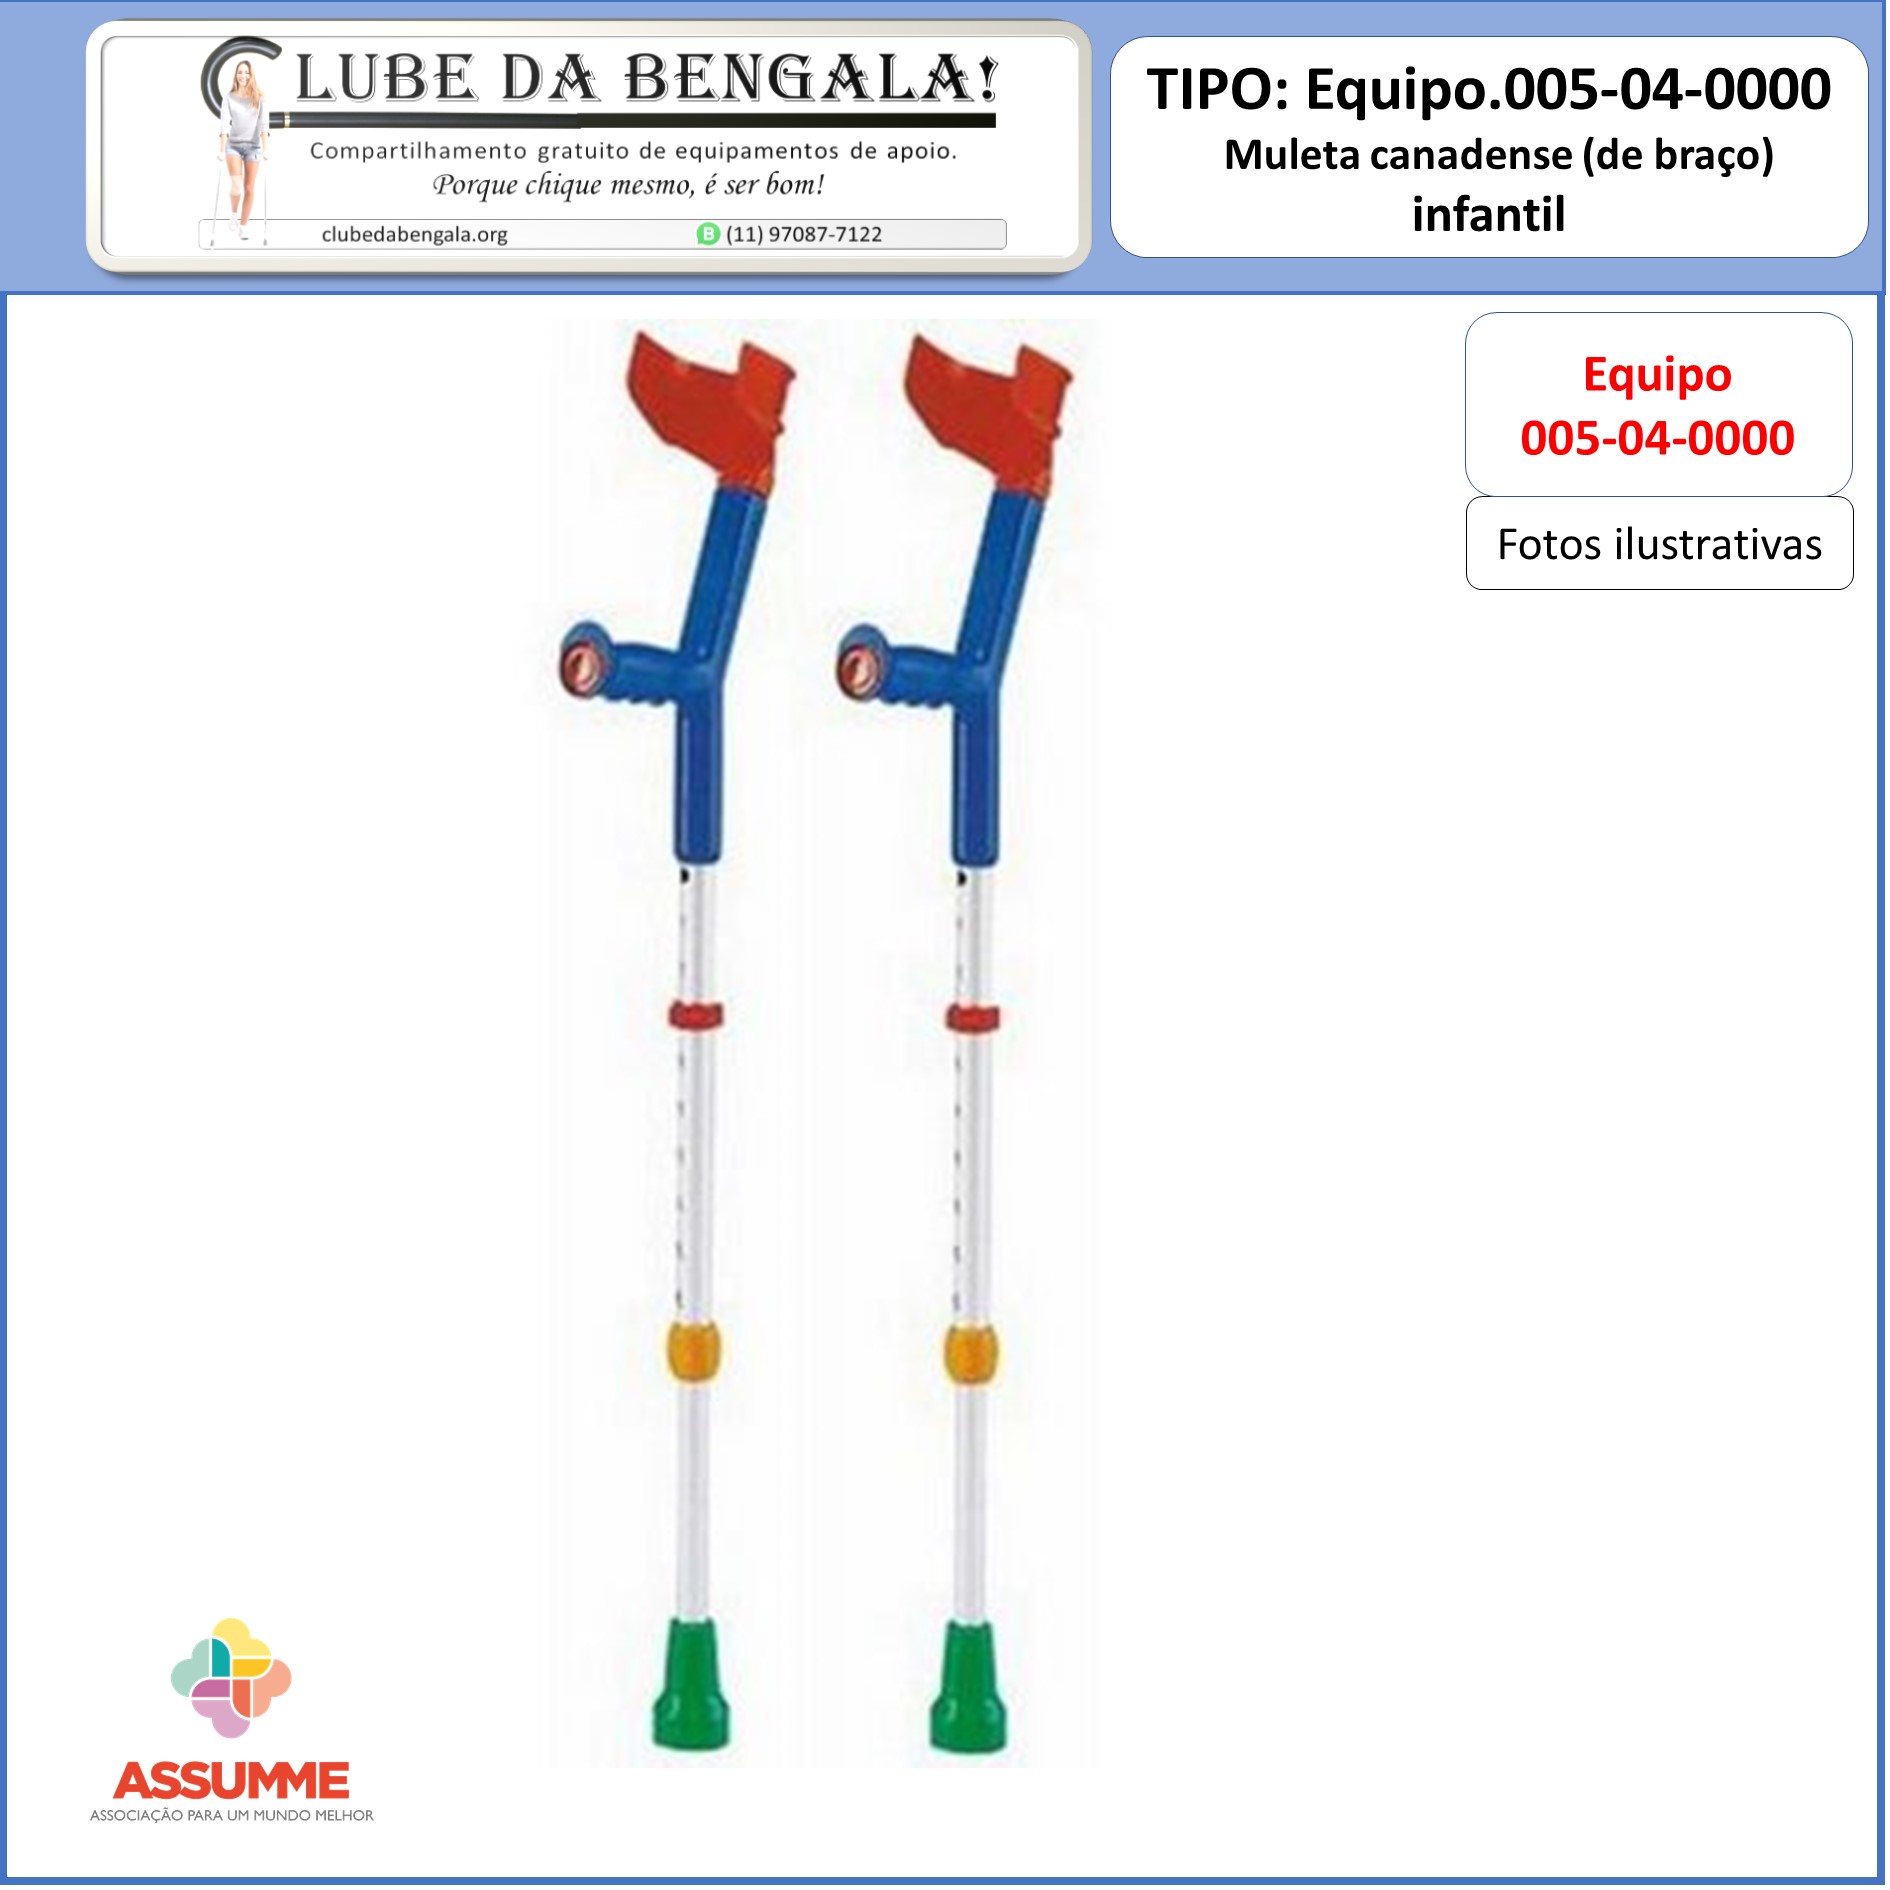 CLUBE DA BENGALA!
Compartilhamento gratuito de equipamentos de apoio.
Porque chique mesmo, é ser bom!
clubedabengala.org (11) 97087-7122
TIPO: Equipo.005-04-0000
Muleta canadense (de braço)
infantil
Equipo
005-04-0000
Fotos ilustrativas
ASSUMME
ASSOCIAÇÃO PARA UM MUNDO MELHOR